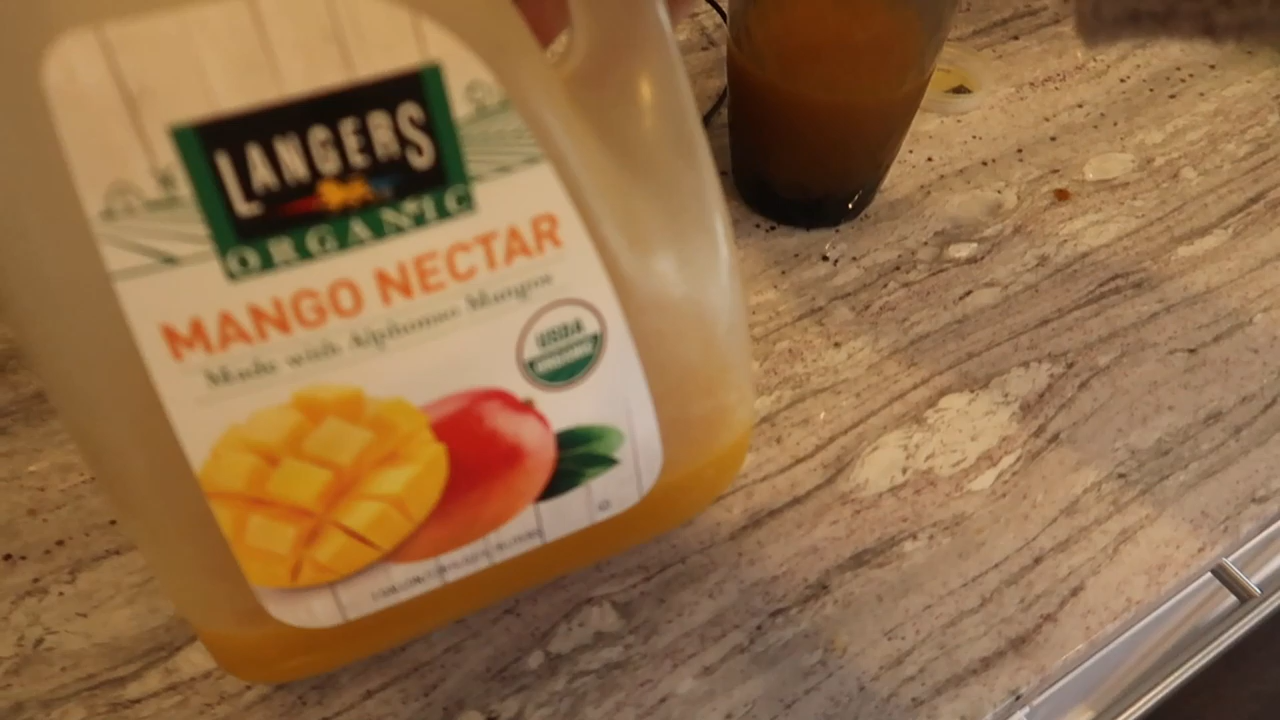 LANGERS
ORGANIC
MANGO NECTAR
Made with Alphonso Mangos
USDA
ORGANIC